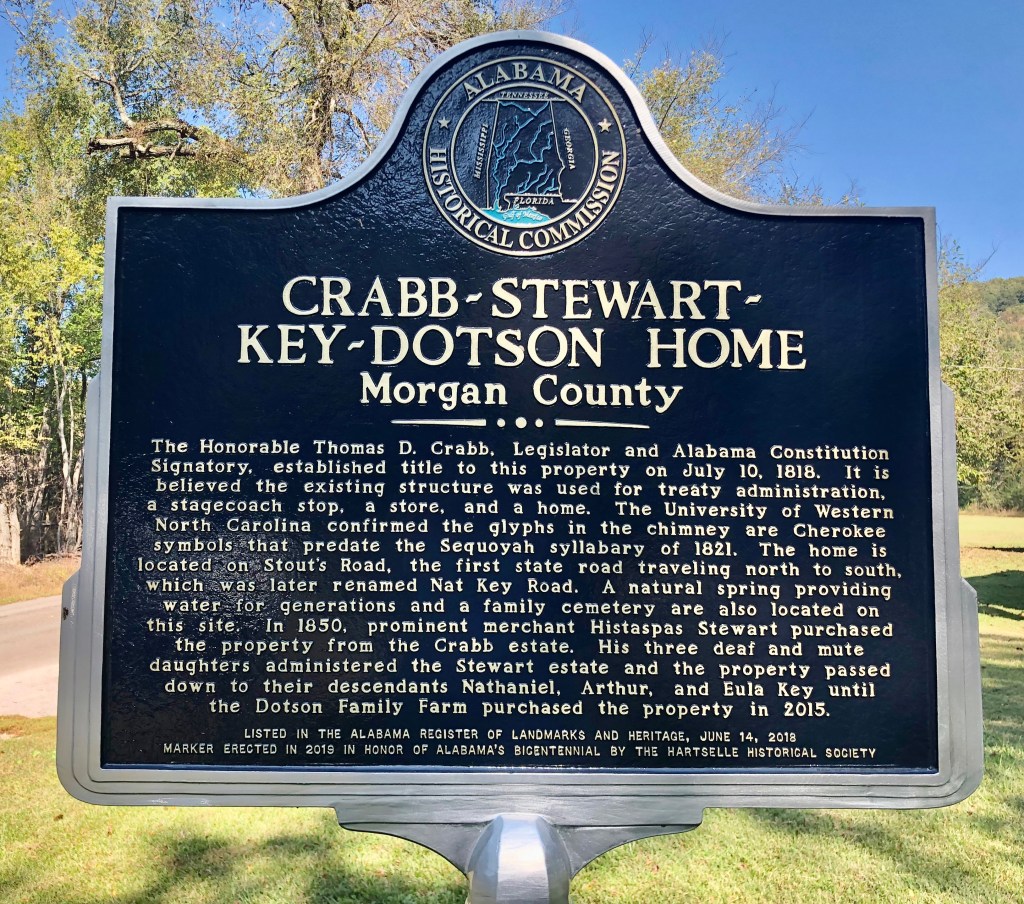 ALABAMA
HISTORICAL COMMISSION
TENNESSEE
MISSISSIPPI
GEORGIA
FLORIDA
Gulf of Mexico
CRABB-STEWART-
KEY-DOTSON HOME
Morgan County
The Honorable Thomas D. Crabb, Legislator and Alabama Constitution
Signatory, established title to this property on July 10, 1818. It is
believed the existing structure was used for treaty administration,
a stagecoach stop, a store, and a home. The University of Western
North Carolina confirmed the glyphs in the chimney are Cherokee
symbols that predate the Sequoyah syllabary of 1821. The home is
located on Stout's Road, the first state road traveling north to south,
which was later renamed Nat Key Road. A natural spring providing
water for generations and a family cemetery are also located on
this site. In 1850, prominent merchant Histaspas Stewart purchased
the property from the Crabb estate. His three deaf and mute
daughters administered the Stewart estate and the property passed
down to their descendants Nathaniel, Arthur, and Eula Key until
the Dotson Family Farm purchased the property in 2015.
LISTED IN THE ALABAMA REGISTER OF LANDMARKS AND HERITAGE, JUNE 14, 2018
MARKER ERECTED IN 2019 IN HONOR OF ALABAMA'S BICENTENNIAL BY THE HARTSELLE HISTORICAL SOCIETY